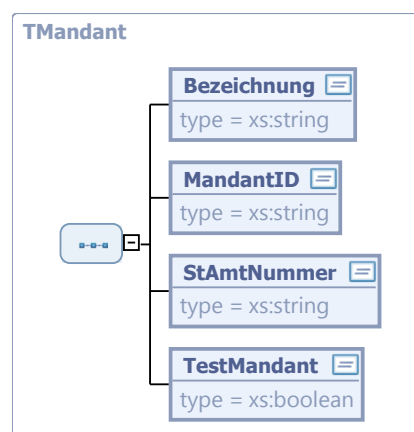 TMandant
Bezeichnung
type = xs:string
MandantID
type = xs:string
StAmtNummer
type = xs:string
TestMandant
type = xs:boolean